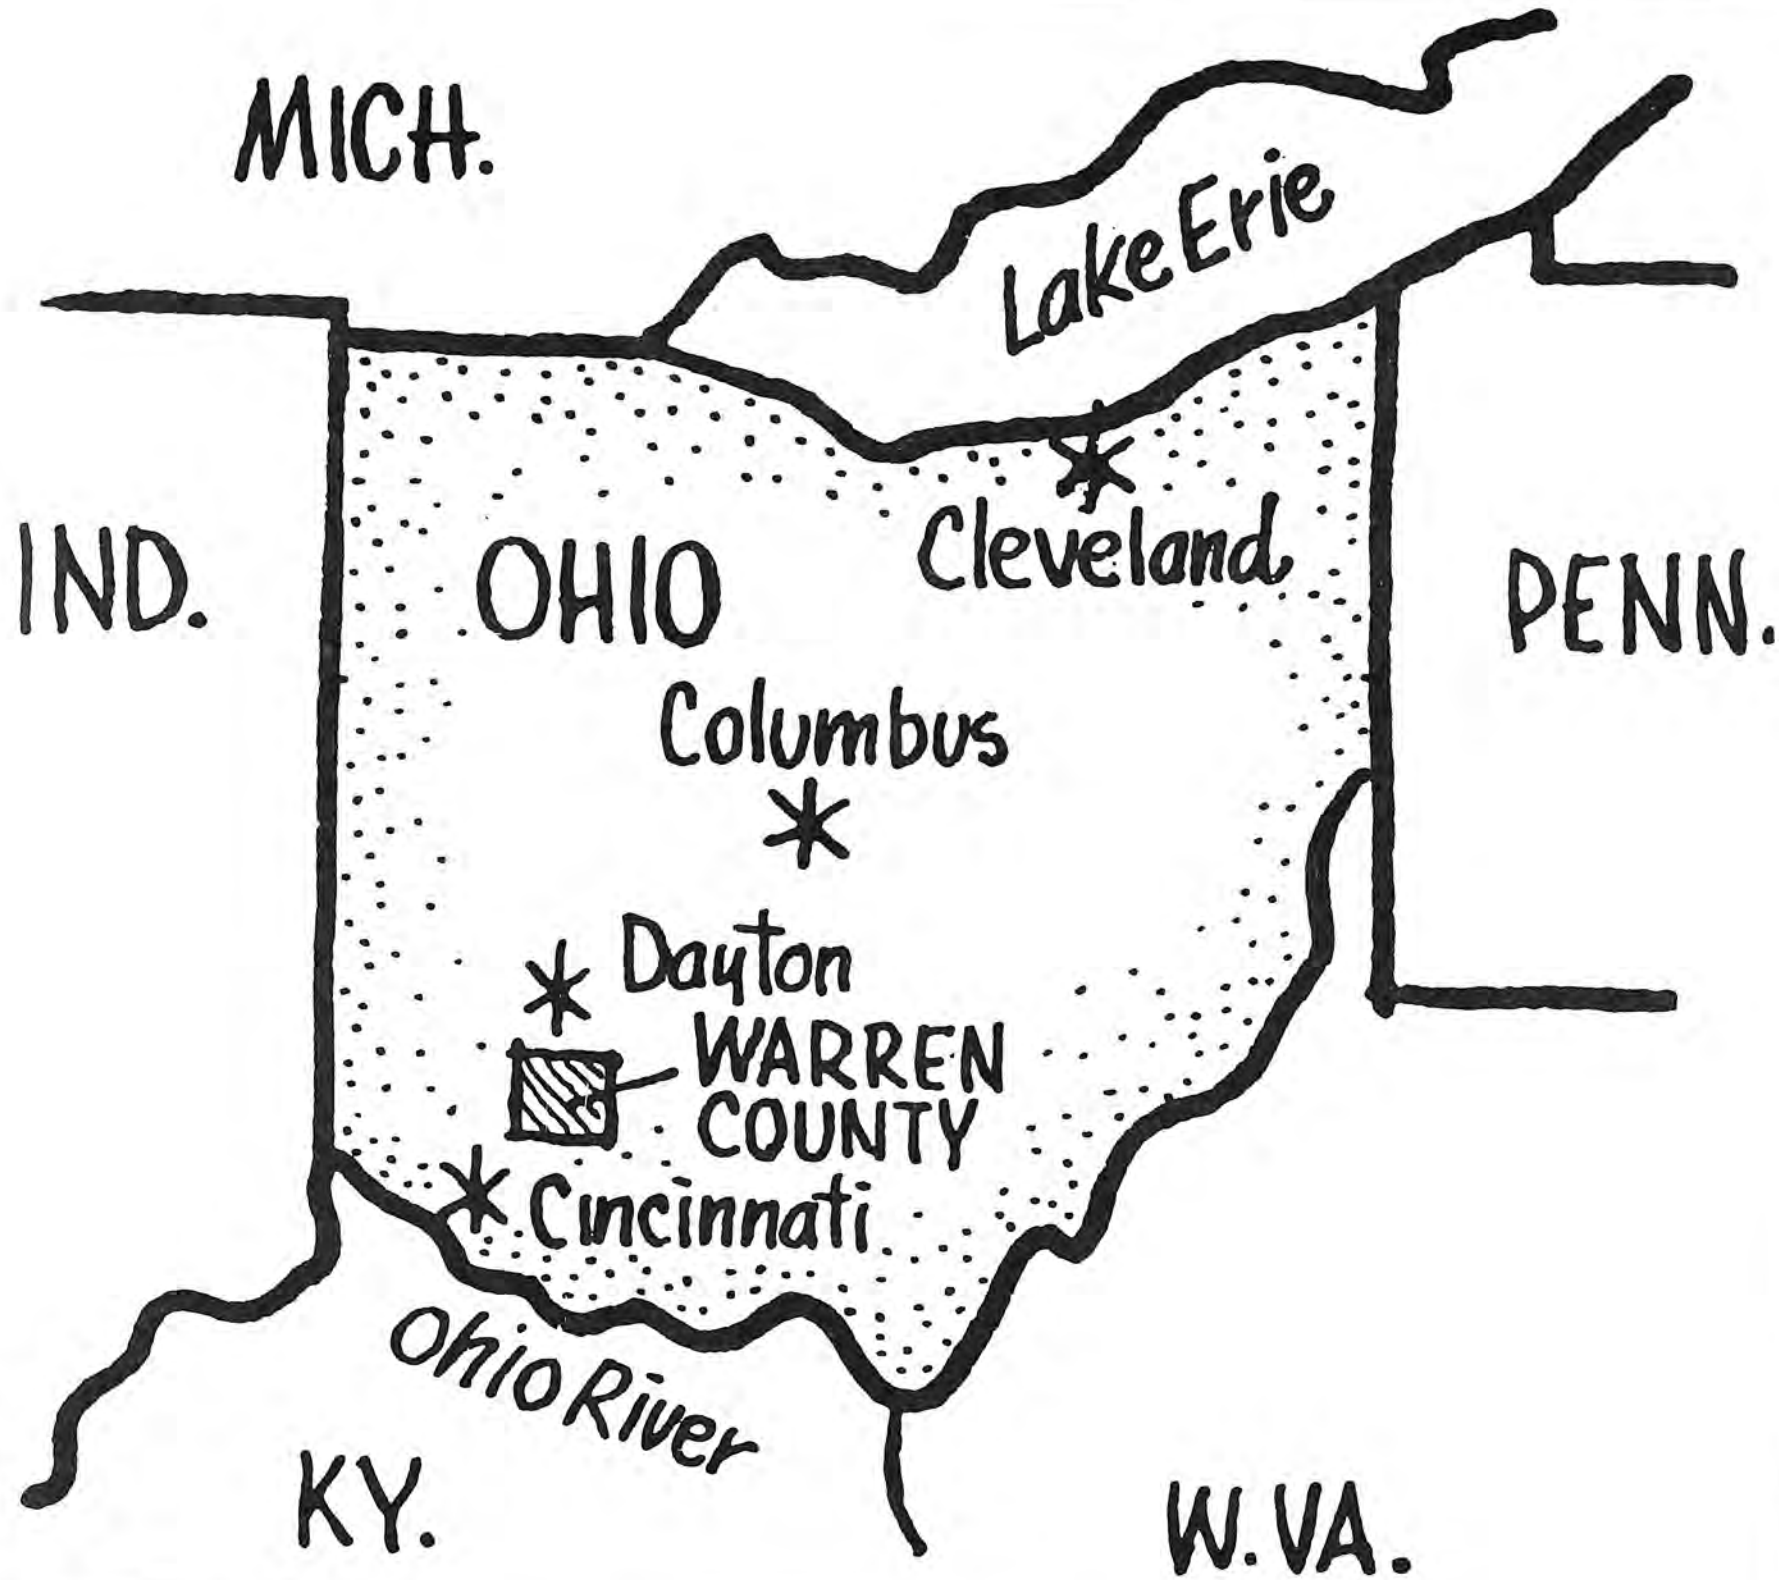 MICH.
Lake Erie
IND.
OHIO
Cleveland
PENN.
Columbus
Dayton
WARREN
COUNTY
Cincinnati
Ohio River
KY.
W.VA.